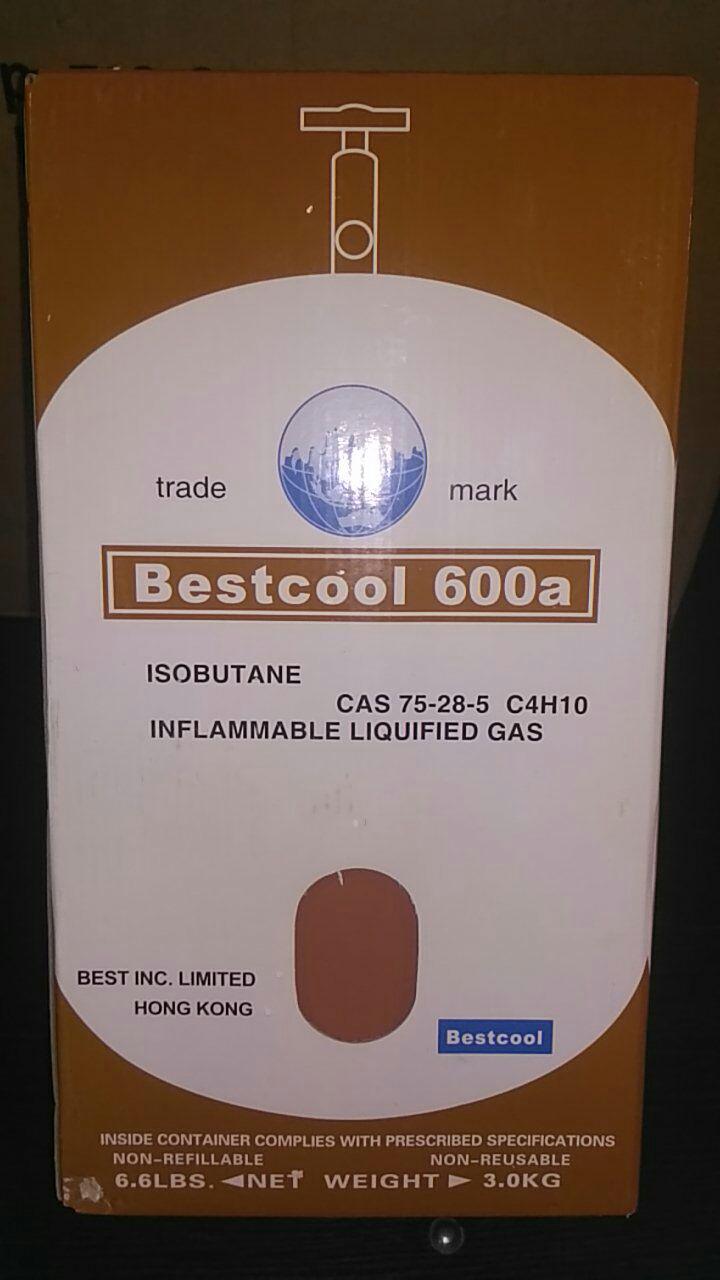 trade mark
Bestcool 600a
ISOBUTANE
CAS 75-28-5 C4H10
INFLAMMABLE LIQUIFIED GAS
BEST INC. LIMITED
HONG KONG
Bestcool
INSIDE CONTAINER COMPLIES WITH PRESCRIBED SPECIFICATIONS
NON-REFILLABLE NON-REUSABLE
6.6LBS. ◄NET WEIGHT ► 3.0KG